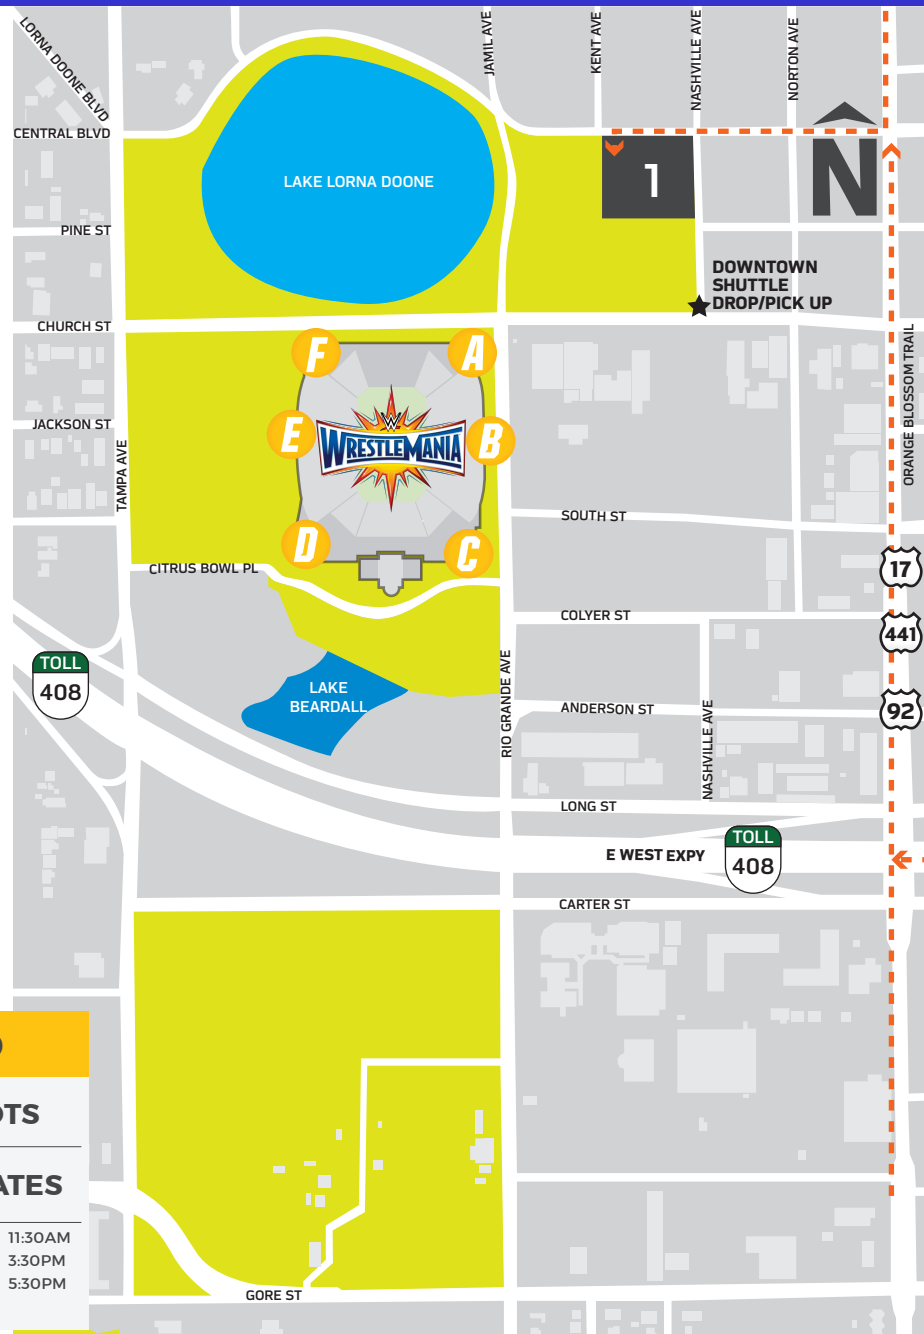 LORNA DOONE BLVD
JAMIL AVE
KENT AVE
NASHVILLE AVE
NORTON AVE
CENTRAL BLVD
N
1
LAKE LORNA DOONE
PINE ST
DOWNTOWN
SHUTTLE
DROP/PICK UP
CHURCH ST
F
A
ORANGE BLOSSOM TRAIL
JACKSON ST
E
W
WRESTLEMANIA
B
TAMPA AVE
SOUTH ST
D
C
CITRUS BOWL PL
17
COLYER ST
441
TOLL
408
RIO GRANDE AVE
LAKE
BEARDALL
ANDERSON ST
NASHVILLE AVE
92
LONG ST
E WEST EXPY
TOLL
408
CARTER ST
OTS
ATES
11:30AM
3:30PM
5:30PM
GORE ST